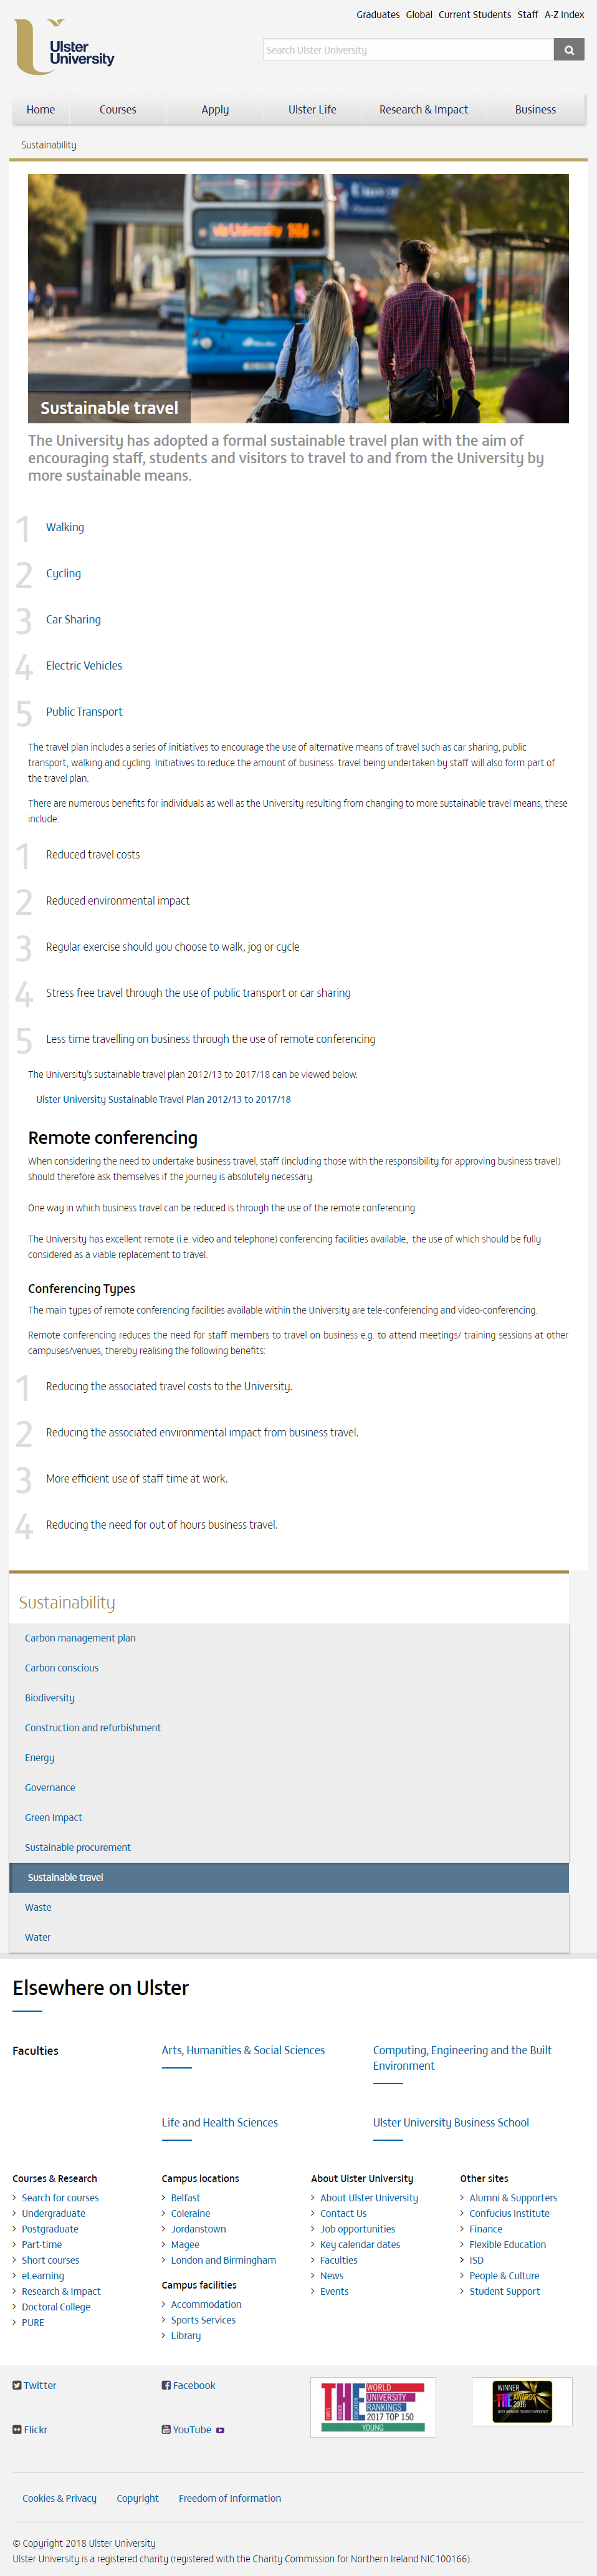 Graduates Global Current Students Staff A-Z Index
Ulster
University
Search Ulster University
Home Courses Apply Ulster Life Research & Impact Business
Sustainability
via University
Sustainable travel
The University has adopted a formal sustainable travel plan with the aim of
encouraging staff, students and visitors to travel to and from the University by
more sustainable means.
1 Walking
2 Cycling
3 Car Sharing
4 Electric Vehicles
5 Public Transport
The travel plan includes a series of initiatives to encourage the use of alternative means of travel such as car sharing, public
transport, walking and cycling. Initiatives to reduce the amount of business travel being undertaken by staff will also form part of
the travel plan.
There are numerous benefits for individuals as well as the University resulting from changing to more sustainable travel means, these
include:
1 Reduced travel costs
2 Reduced environmental impact
3 Regular exercise should you choose to walk, jog or cycle
4 Stress free travel through the use of public transport or car sharing
5 Less time travelling on business through the use of remote conferencing
The University's sustainable travel plan 2012/13 to 2017/18 can be viewed below.
Ulster University Sustainable Travel Plan 2012/13 to 2017/18
Remote conferencing
When considering the need to undertake business travel, staff (including those with the responsibility for approving business travel)
should therefore ask themselves if the journey is absolutely necessary.
One way in which business travel can be reduced is through the use of the remote conferencing.
The University has excellent remote (i.e. video and telephone) conferencing facilities available, the use of which should be fully
considered as a viable replacement to travel.
Conferencing Types
The main types of remote conferencing facilities available within the University are tele-conferencing and video-conferencing.
Remote conferencing reduces the need for staff members to travel on business e.g. to attend meetings/ training sessions at other
campuses/venues, thereby realising the following benefits:
1 Reducing the associated travel costs to the University.
2 Reducing the associated environmental impact from business travel.
3 More efficient use of staff time at work.
4 Reducing the need for out of hours business travel.
Sustainability
Carbon management plan
Carbon conscious
Biodiversity
Construction and refurbishment
Energy
Governance
Green Impact
Sustainable procurement
Sustainable travel
Waste
Water
Elsewhere on Ulster
Faculties
Arts, Humanities & Social Sciences
Computing, Engineering and the Built
Environment
Life and Health Sciences
Ulster University Business School
Courses & Research
Search for courses
Undergraduate
Postgraduate
Part-time
Short courses
eLearning
Research & Impact
Doctoral College
PURE
Campus locations
Belfast
Coleraine
Jordanstown
Magee
London and Birmingham
Campus facilities
Accommodation
Sports Services
Library
About Ulster University
About Ulster University
Contact Us
Job opportunities
Key calendar dates
Faculties
News
Events
Other sites
Alumni & Supporters
Confucius Institute
Finance
Flexible Education
ISD
People & Culture
Student Support
Twitter
Facebook
Flickr
YouTube
THE
WORLD
UNIVERSITY
RANKINGS
2017 TOP 150
YOUNG
WINNER
THE AWARDS
2016
Cookies & Privacy Copyright Freedom of Information
© Copyright 2018 Ulster University
Ulster University is a registered charity (registered with the Charity Commission for Northern Ireland NIC100166).